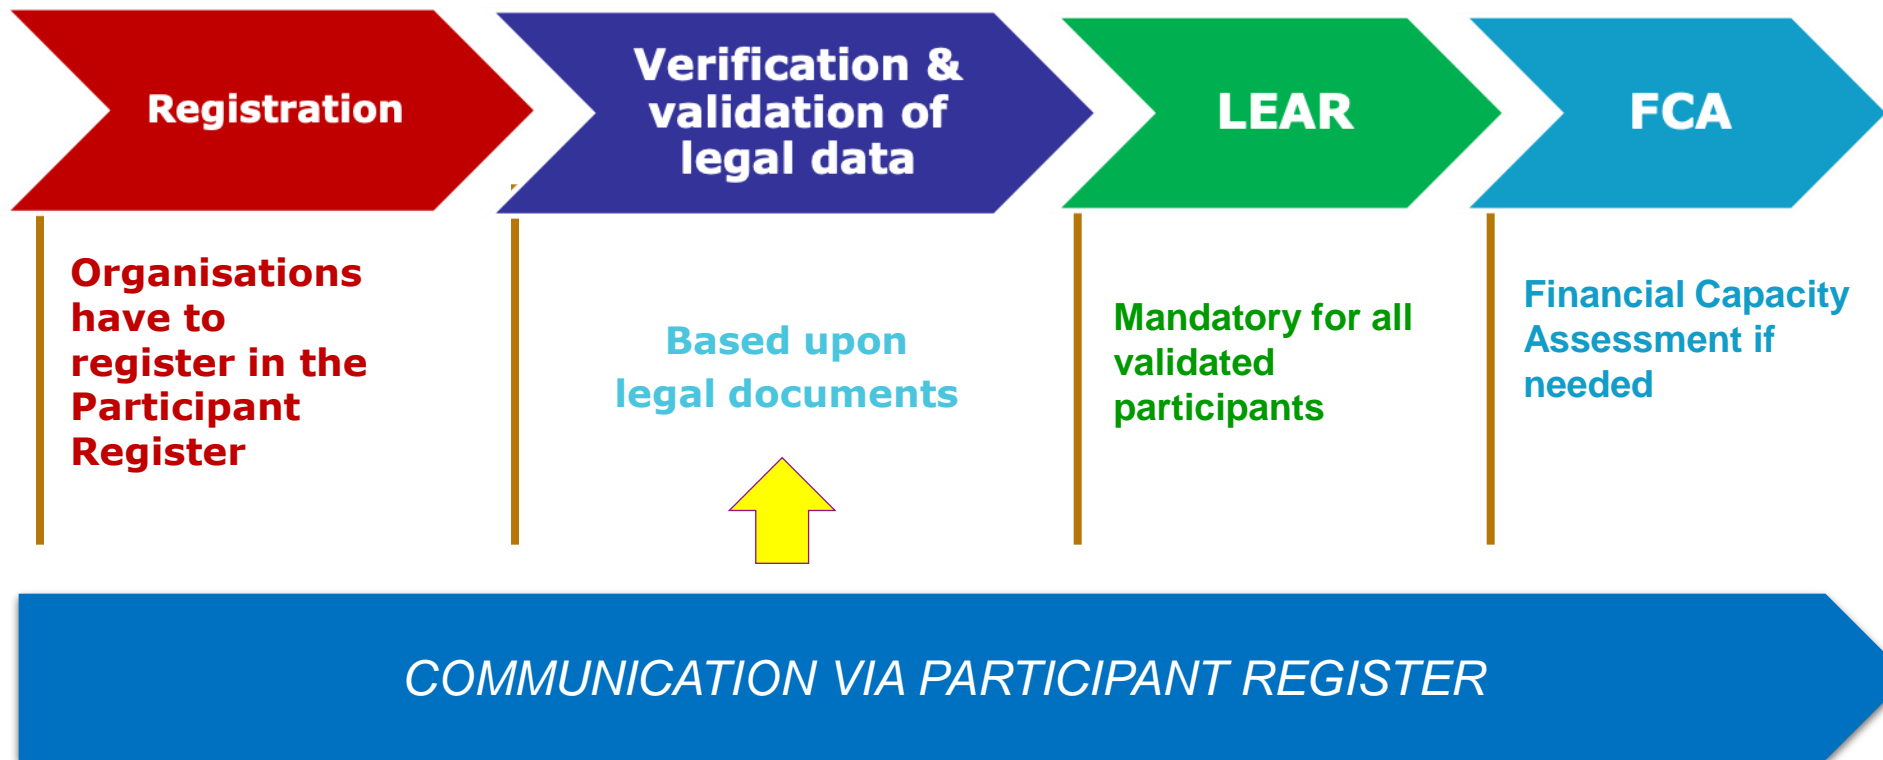 Registration
Verification &
validation of
legal data
LEAR
FCA
Organisations
have to
register in the
Participant
Register
Based upon
legal documents
Mandatory for all
validated
participants
Financial Capacity
Assessment if
needed
COMMUNICATION VIA PARTICIPANT REGISTER